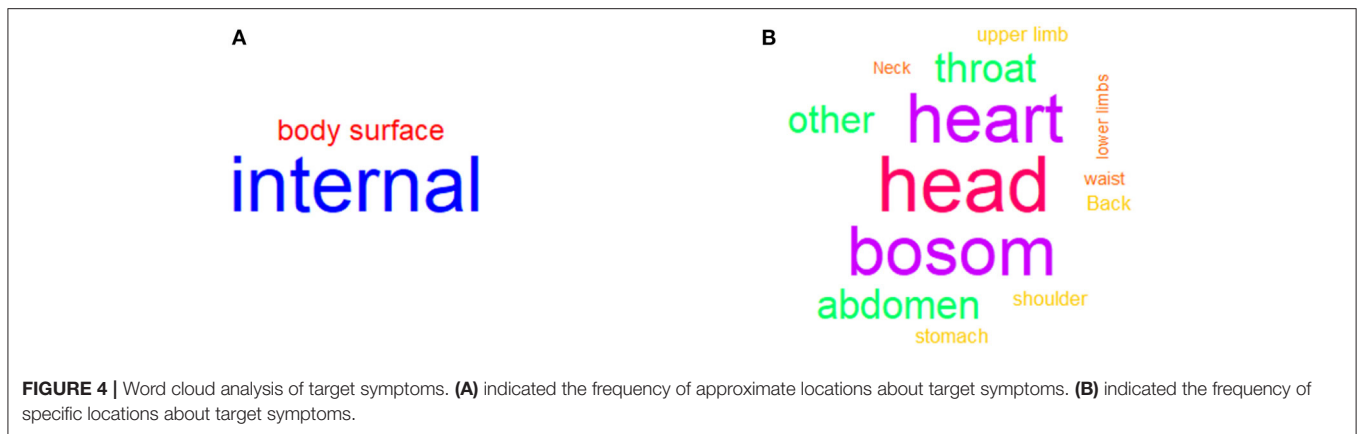 A
body surface
internal
B
upper limb
Neck
throat
other
heart
lower limbs
head
waist
Back
bosom
abdomen
shoulder
stomach
FIGURE 4 | Word cloud analysis of target symptoms. (A) indicated the frequency of approximate locations about target symptoms. (B) indicated the frequency of
specific locations about target symptoms.